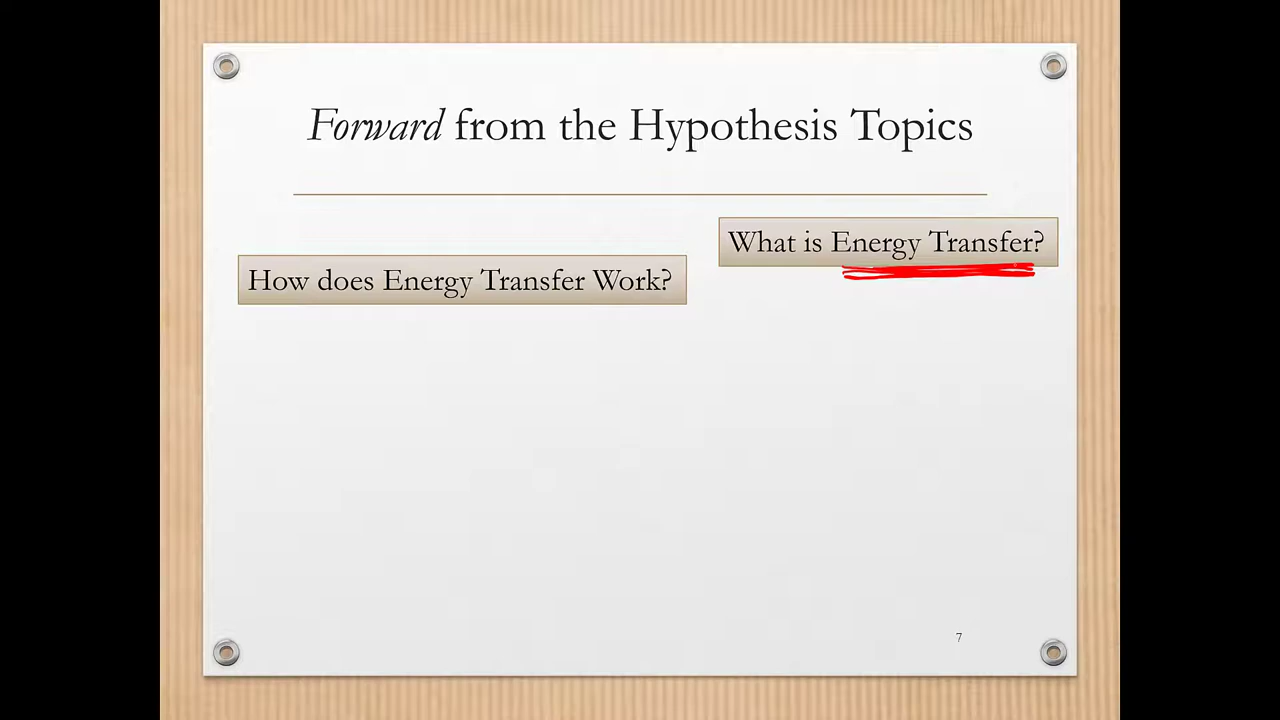 Forward from the Hypothesis Topics
What is Energy Transfer?
How does Energy Transfer Work?
7